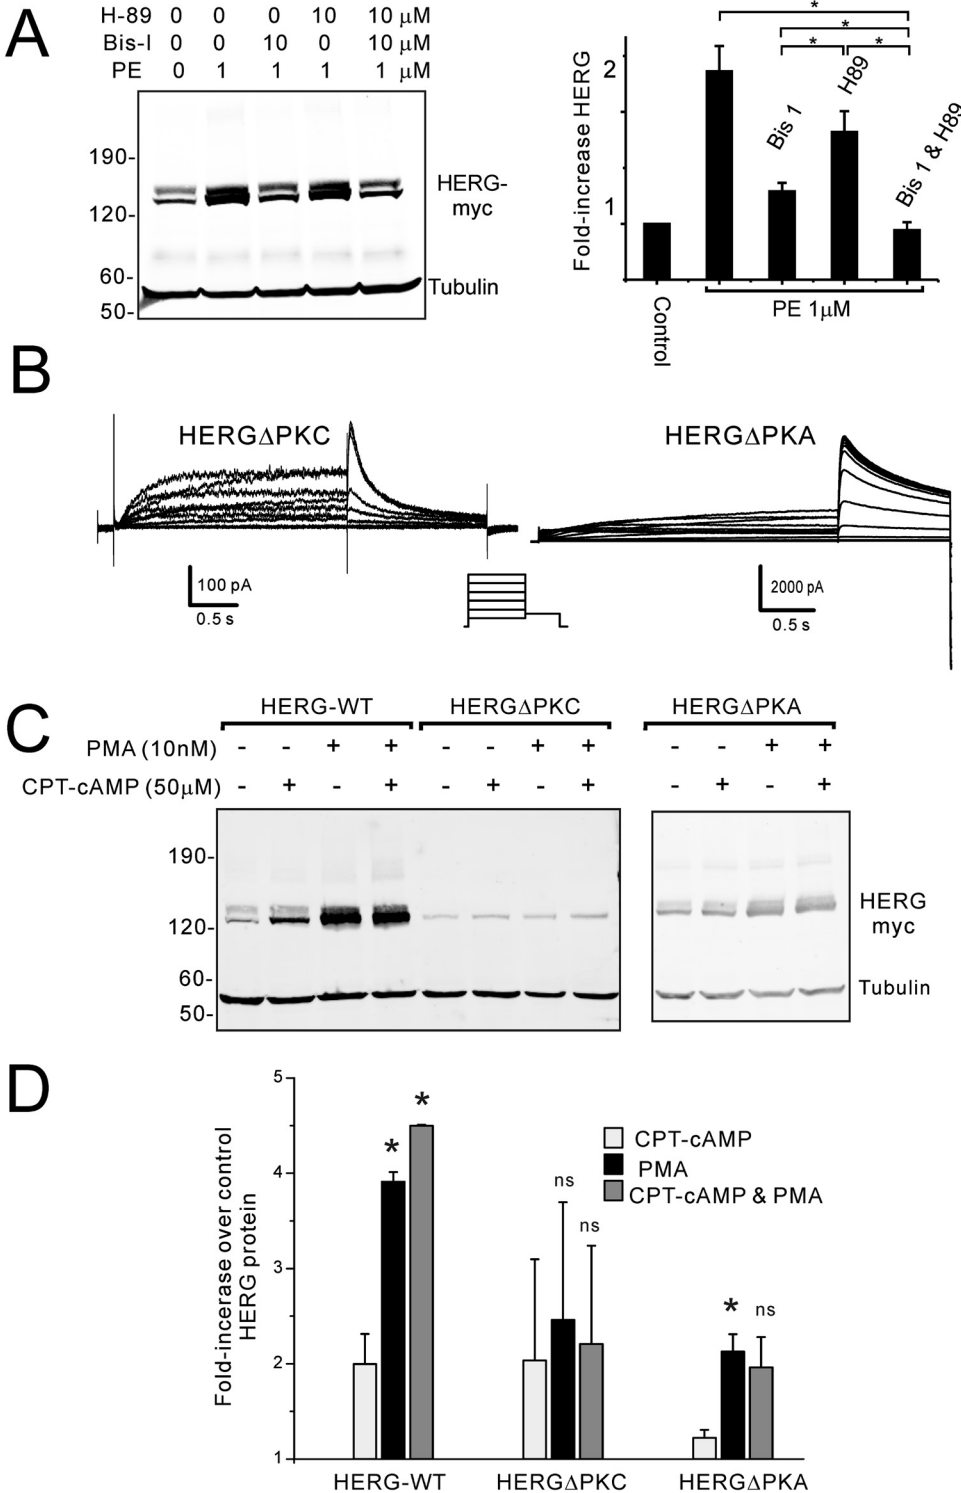 A
H-89 0 0 0 10 10 μM
Bis-I 0 0 10 0 10 μM
PE 0 1 1 1 1 μM
190-
120-
60-
50-
HERG-
myc
Tubulin
Fold-increase HERG
2
1
* 
*
* *
Bis 1
H89
Bis 1 & H89
Control
PE 1μM
B
HERGΔPKC
HERGΔPKA
100 pA
0.5 s
2000 pA
0.5 s
C
HERG-WT HERGΔPKC HERGΔPKA
PMA (10nM) - - + + - - + + - - + +
CPT-cAMP (50μM) - + - + - + - + - + - +
190-
120-
60-
50-
HERG
myc
Tubulin
D
Fold-incerase over control
HERG protein
5
4
3
2
1
*
*
ns
ns
*
ns
CPT-cAMP
PMA
CPT-cAMP & PMA
HERG-WT HERGΔPKC HERGΔPKA